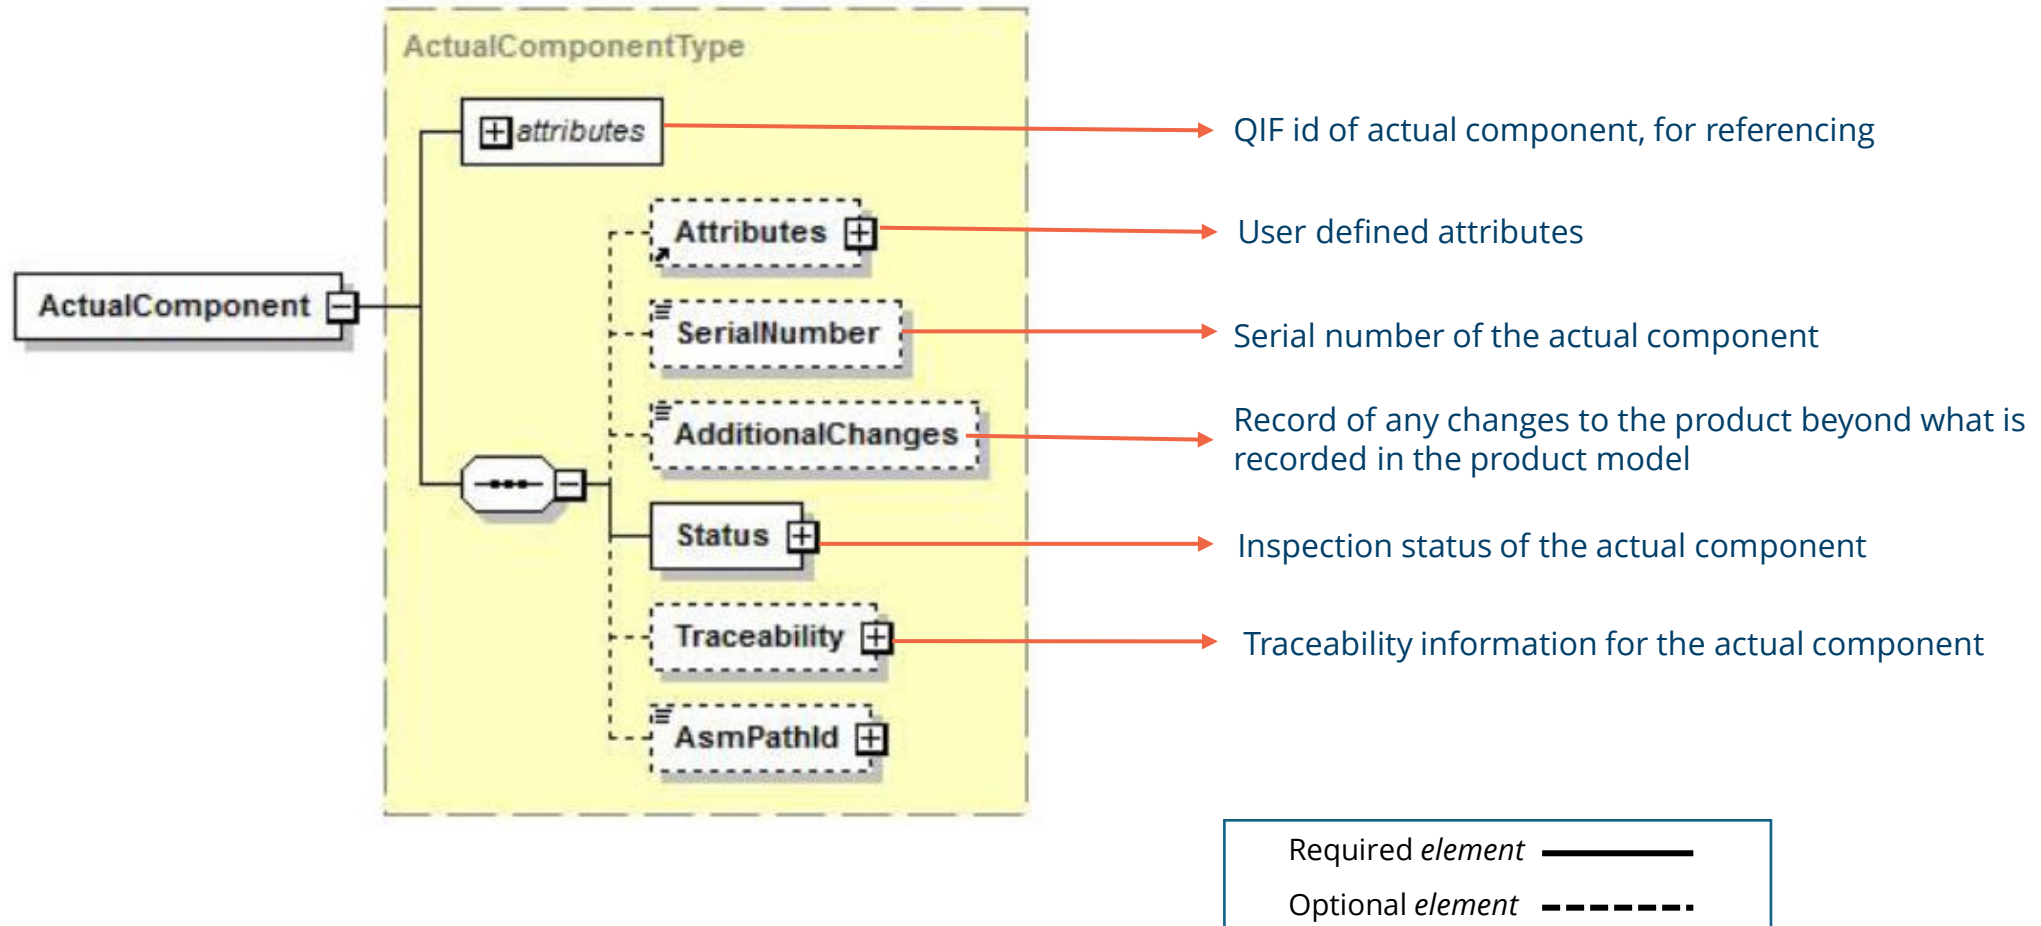 ActualComponentType
attributes
QIF id of actual component, for referencing
Attributes
User defined attributes
ActualComponent
SerialNumber
Serial number of the actual component
AdditionalChanges
Record of any changes to the product beyond what is
recorded in the product model
Status
Inspection status of the actual component
Traceability
Traceability information for the actual component
AsmPathId
Required element
Optional element